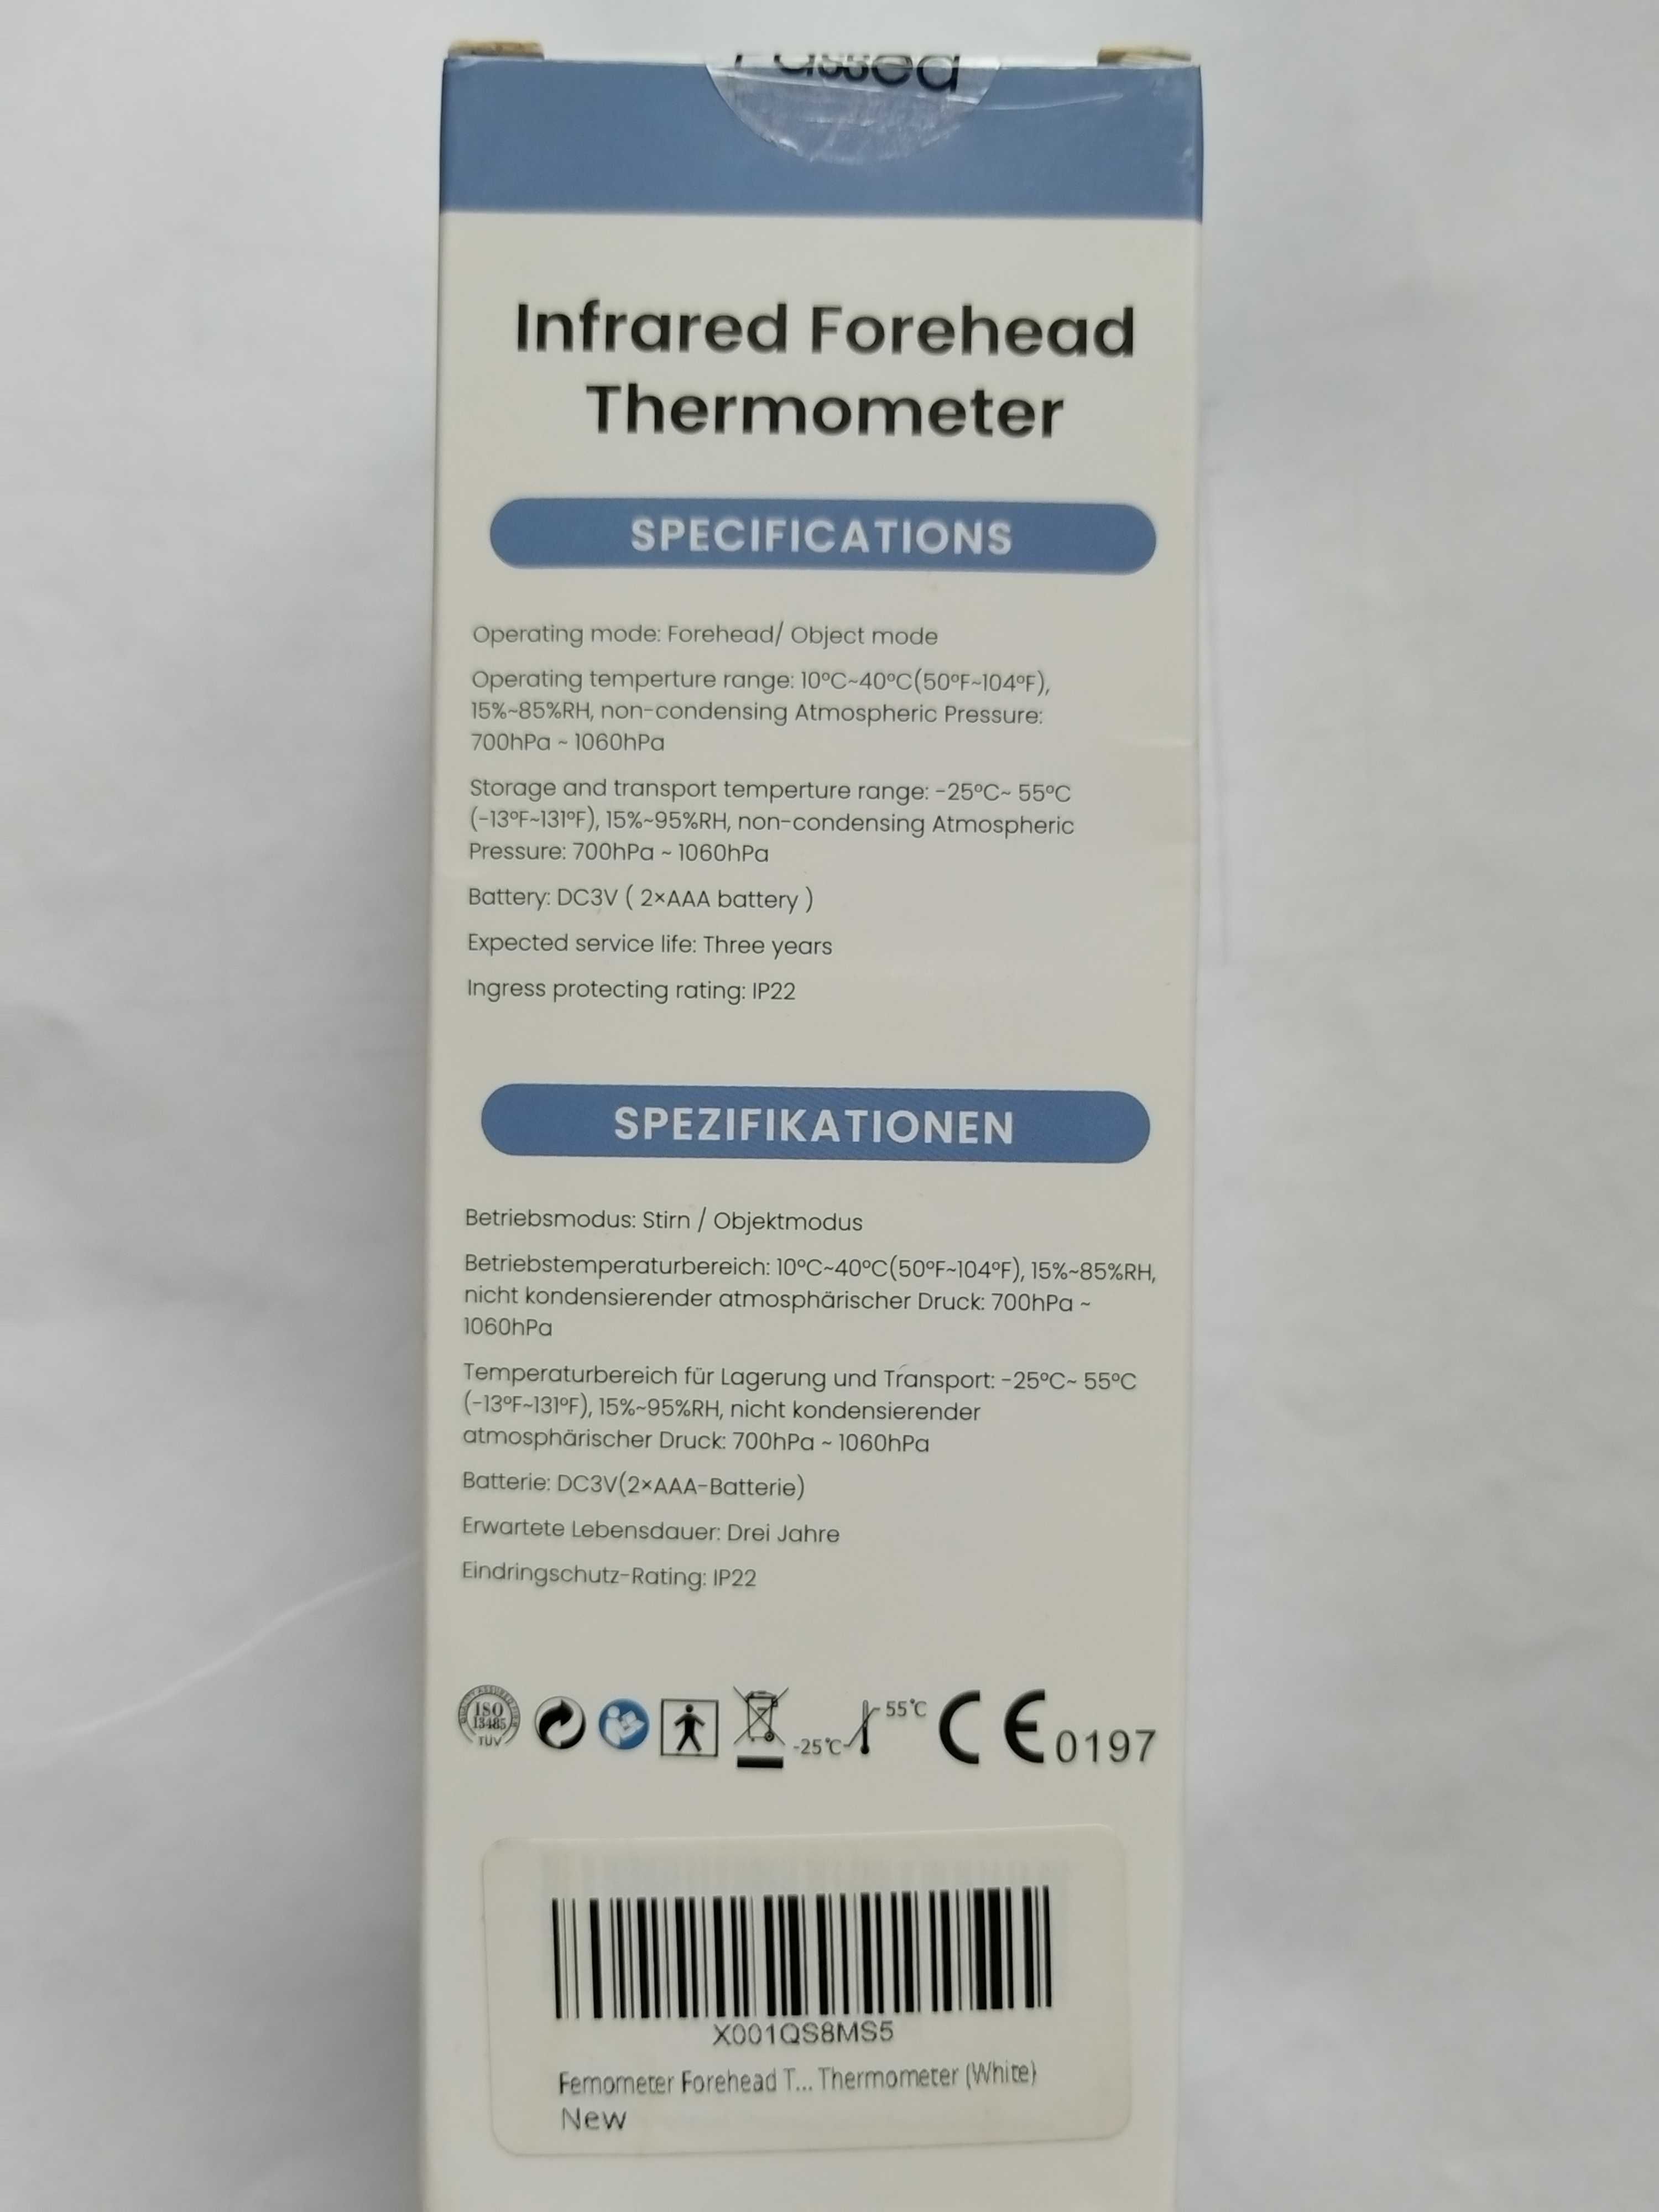 Passed
Infrared Forehead
Thermometer
SPECIFICATIONS
Operating mode: Forehead/ Object mode
Operating temperture range: 10°C~40°C(50°F~104°F),
15%~85%RH, non-condensing Atmospheric Pressure:
700hPa ~ 1060hPa
Storage and transport temperture range: -25°C~ 55°C
(-13°F~131°F), 15%~95%RH, non-condensing Atmospheric
Pressure: 700hPa ~ 1060hPa
Battery: DC3V ( 2×AAA battery )
Expected service life: Three years
Ingress protecting rating: IP22
SPEZIFIKATIONEN
Betriebsmodus: Stirn / Objektmodus
Betriebstemperaturbereich: 10°C~40°C(50°F~104°F), 15%~85%RH,
nicht kondensierender atmosphärischer Druck: 700hPa ~
1060hPa
Temperaturbereich für Lagerung und Transport: -25°C~ 55°C
(-13°F~131°F), 15%~95%RH, nicht kondensierender
atmosphärischer Druck: 700hPa ~ 1060hPa
Batterie: DC3V(2×AAA-Batterie)
Erwartete Lebensdauer: Drei Jahre
Eindringschutz-Rating: IP22
ISO
13485
TÜV
-25℃
55℃
CE 0197
X001QS8MS5
Femometer Forehead T... Thermometer (White)
New